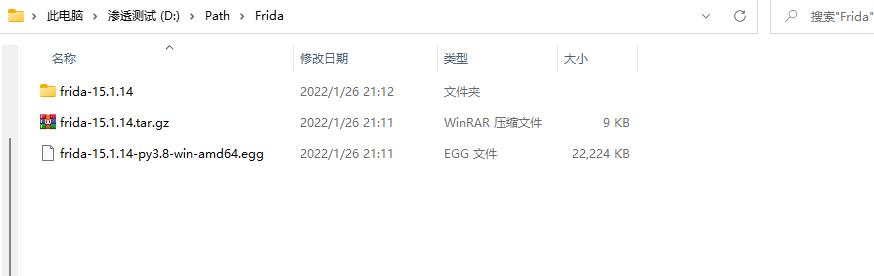 此电脑 > 渗透测试 (D:) > Path > Frida 搜索"Frida"
名称 修改日期 类型 大小
frida-15.1.14 2022/1/26 21:12 文件夹
frida-15.1.14.tar.gz 2022/1/26 21:11 WinRAR 压缩文件 9 KB
frida-15.1.14-py3.8-win-amd64.egg 2022/1/26 21:11 EGG 文件 22,224 KB